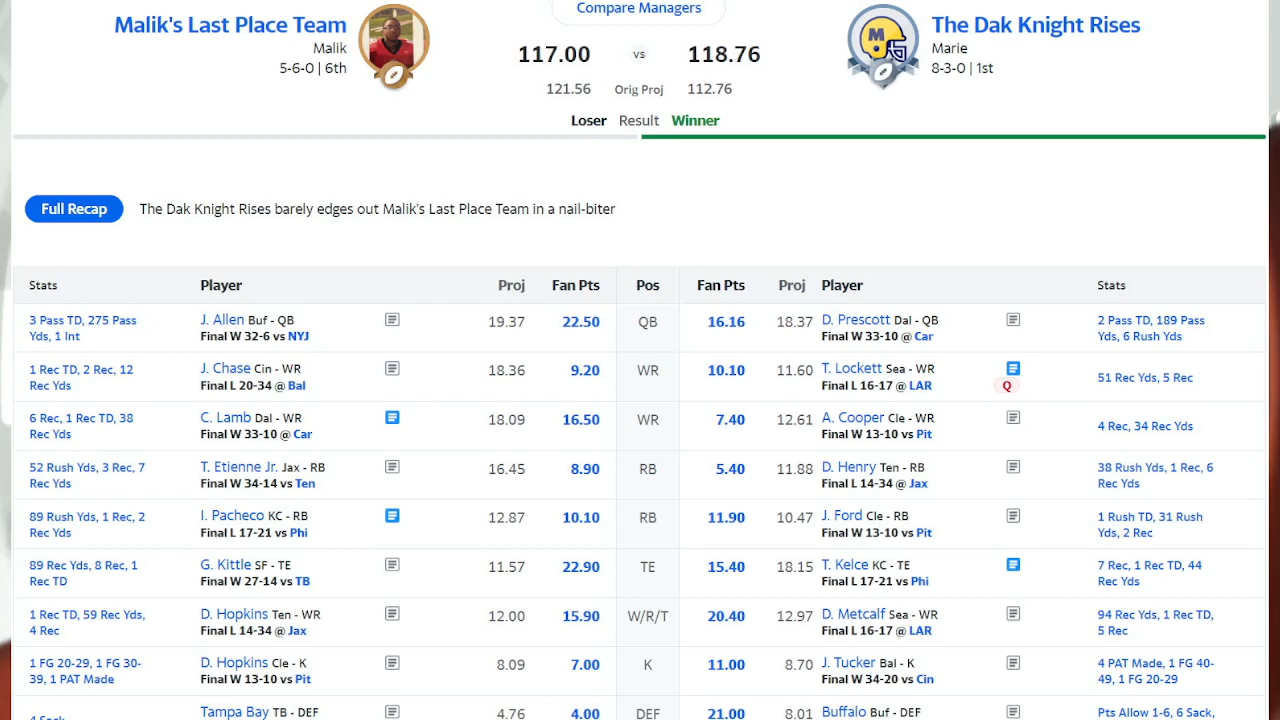 Compare Managers
Malik's Last Place Team
Malik
5-6-0 | 6th
117.00 vs 118.76
121.56 Orig Proj 112.76
The Dak Knight Rises
Marie
8-3-0 | 1st
Loser Result Winner
Full Recap The Dak Knight Rises barely edges out Malik's Last Place Team in a nail-biter
Stats Player Proj Fan Pts Pos Fan Pts Proj Player Stats
3 Pass TD, 275 Pass J. Allen Buf - QB 19.37 22.50 QB 16.16 18.37 D. Prescott Dal - QB 2 Pass TD, 189 Pass
Yds, 1 Int Final W 32-6 vs NYJ Final W 33-10 @ Car Yds, 6 Rush Yds
1 Rec TD, 2 Rec, 12 J. Chase Cin - WR 18.36 9.20 WR 10.10 11.60 T. Lockett Sea - WR 51 Rec Yds, 5 Rec
Rec Yds Final L 20-34 @ Bal Final L 16-17 @ LAR Q
6 Rec, 1 Rec TD, 38 C. Lamb Dal - WR 18.09 16.50 WR 7.40 12.61 A. Cooper Cle - WR 4 Rec, 34 Rec Yds
Rec Yds Final W 33-10 @ Car Final W 13-10 vs Pit
52 Rush Yds, 3 Rec, 7 T. Etienne Jr. Jax - RB 16.45 8.90 RB 5.40 11.88 D. Henry Ten - RB 38 Rush Yds, 1 Rec, 6
Rec Yds Final W 34-14 vs Ten Final L 14-34 @ Jax Rec Yds
89 Rush Yds, 1 Rec, 2 I. Pacheco KC - RB 12.87 10.10 RB 11.90 10.47 J. Ford Cle - RB 1 Rush TD, 31 Rush
Rec Yds Final L 17-21 vs Phi Final W 13-10 vs Pit Yds, 2 Rec
89 Rec Yds, 8 Rec, 1 G. Kittle SF - TE 11.57 22.90 TE 15.40 18.15 T. Kelce KC - TE 7 Rec, 1 Rec TD, 44
Rec TD Final W 27-14 vs TB Final L 17-21 vs Phi Rec Yds
1 Rec TD, 59 Rec Yds, D. Hopkins Ten - WR 12.00 15.90 W/R/T 20.40 12.97 D. Metcalf Sea - WR 94 Rec Yds, 1 Rec TD,
4 Rec Final L 14-34 @ Jax Final L 16-17 @ LAR 5 Rec
1 FG 20-29, 1 FG 30- D. Hopkins Cle - K 8.09 7.00 K 11.00 8.70 J. Tucker Bal - K 4 PAT Made, 1 FG 40-
39, 1 PAT Made Final W 13-10 vs Pit Final W 34-20 vs Cin 49, 1 FG 20-29
4 Sack, Tampa Bay TB - DEF 4.76 4.00 DEF 21.00 8.01 Buffalo Buf - DEF Pts Allow 1-6, 6 Sack,